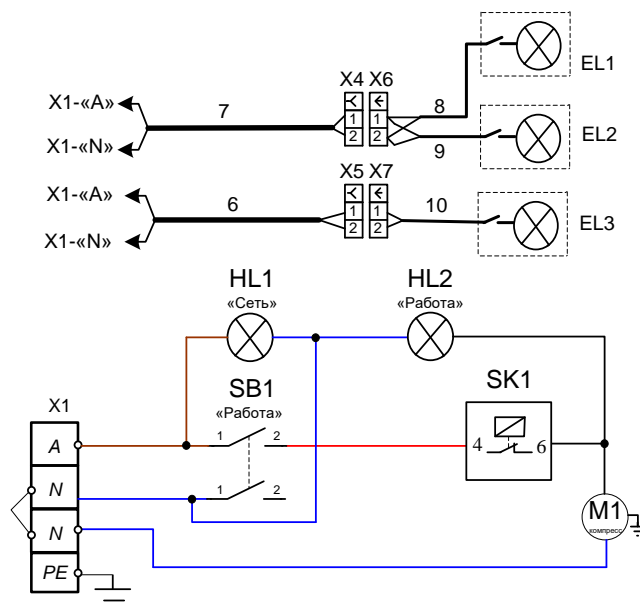 EL1
X4 X6
X1-«A»
7
8
1 1
2 2
EL2
X1-«N»
9
X5 X7
X1-«A»
6
10
1 1
2 2
EL3
X1-«N»
HL1
«Сеть»
HL2
«Работа»
SB1
«Работа»
SK1
X1
A
1 2
4 6
N
1 2
N
M1
компресс
PE